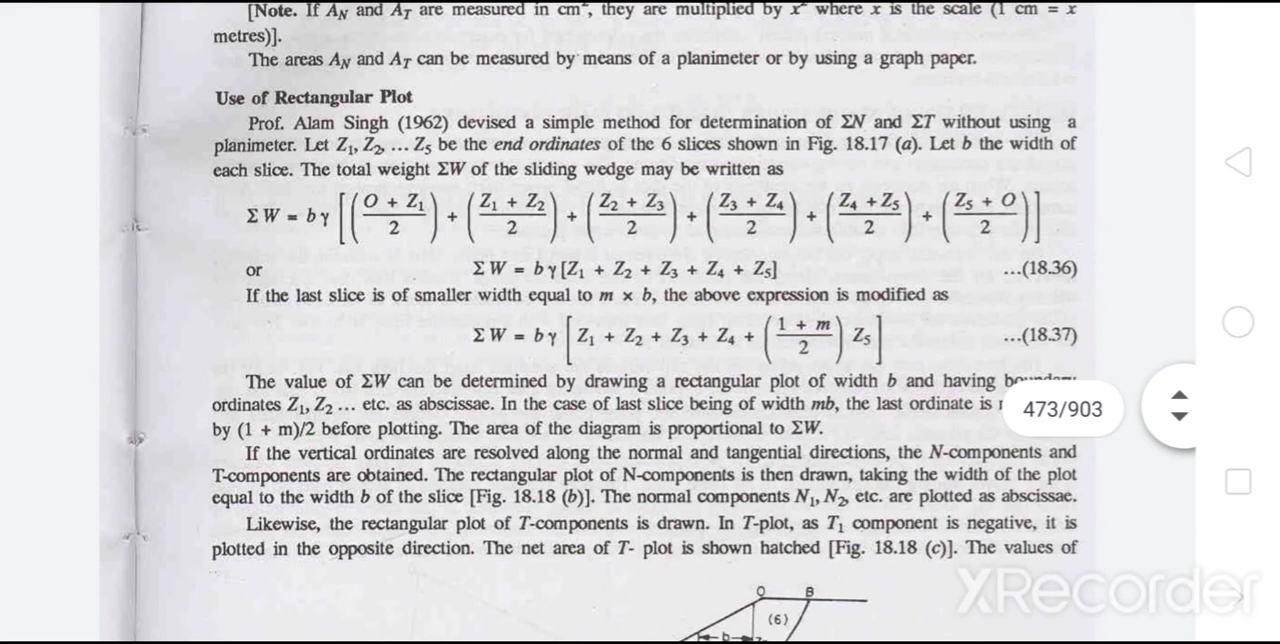 [Note. If A_N and A_T are measured in cm², they are multiplied by x² where x is the scale (1 cm = x
metres)].
The areas A_N and A_T can be measured by means of a planimeter or by using a graph paper.
Use of Rectangular Plot
Prof. Alam Singh (1962) devised a simple method for determination of ΣN and ΣT without using a
planimeter. Let Z₁, Z₂, ... Z₅ be the end ordinates of the 6 slices shown in Fig. 18.17 (a). Let b the width of
each slice. The total weight ΣW of the sliding wedge may be written as
Σ W = b γ [((O + Z₁)/2) + ((Z₁ + Z₂)/2) + ((Z₂ + Z₃)/2) + ((Z₃ + Z₄)/2) + ((Z₄ + Z₅)/2) + ((Z₅ + O)/2)]
or Σ W = b γ [Z₁ + Z₂ + Z₃ + Z₄ + Z₅] ...(18.36)
If the last slice is of smaller width equal to m × b, the above expression is modified as
Σ W = b γ [Z₁ + Z₂ + Z₃ + Z₄ + ((1 + m)/2) Z₅] ...(18.37)
The value of ΣW can be determined by drawing a rectangular plot of width b and having boundary
ordinates Z₁, Z₂ ... etc. as abscissae. In the case of last slice being of width mb, the last ordinate is
473/903
by (1 + m)/2 before plotting. The area of the diagram is proportional to ΣW.
If the vertical ordinates are resolved along the normal and tangential directions, the N-components and
T-components are obtained. The rectangular plot of N-components is then drawn, taking the width of the plot
equal to the width b of the slice [Fig. 18.18 (b)]. The normal components N₁, N₂, etc. are plotted as abscissae.
Likewise, the rectangular plot of T-components is drawn. In T-plot, as T₁ component is negative, it is
plotted in the opposite direction. The net area of T- plot is shown hatched [Fig. 18.18 (c)]. The values of
O B
(6)
b
XRecorder